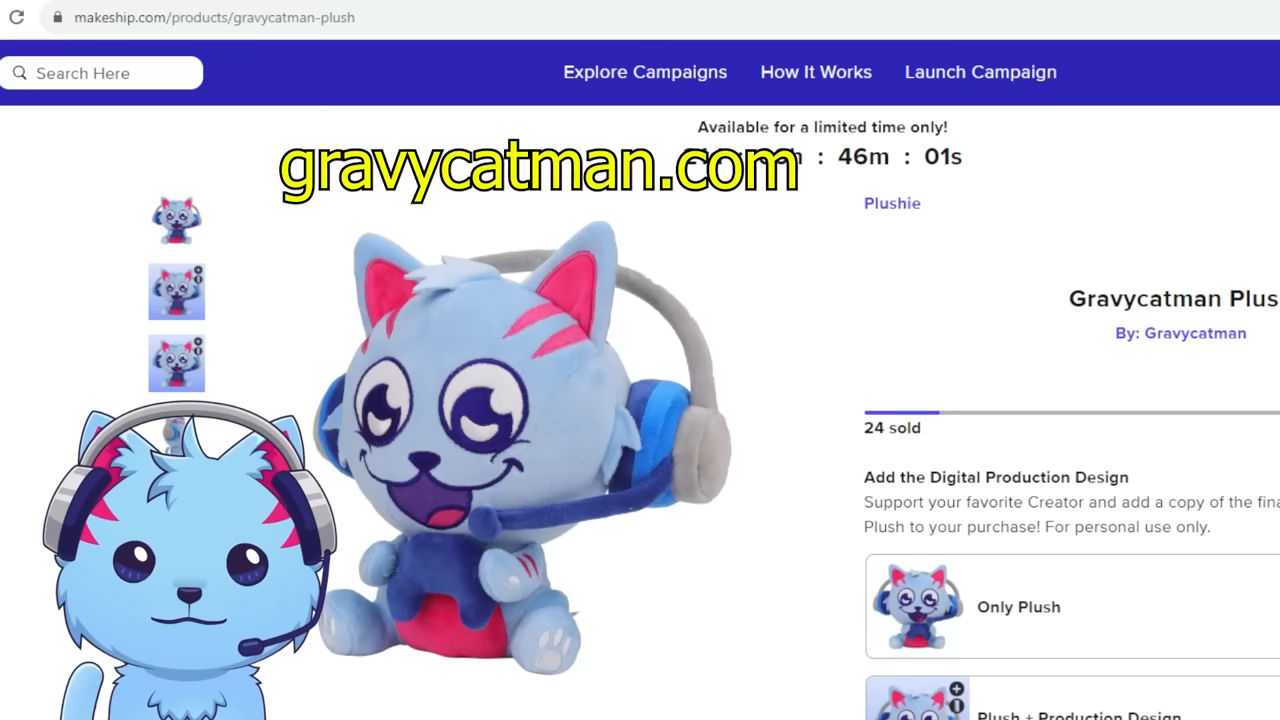 makeship.com/products/gravycatman-plush
Search Here
Explore Campaigns
How It Works
Launch Campaign
Available for a limited time only!
gravycatman.com
: 46m : 01s
Plushie
Gravycatman Plus
By: Gravycatman
24 sold
Add the Digital Production Design
Support your favorite Creator and add a copy of the fina
Plush to your purchase! For personal use only.
Only Plush
Plush + Production Design